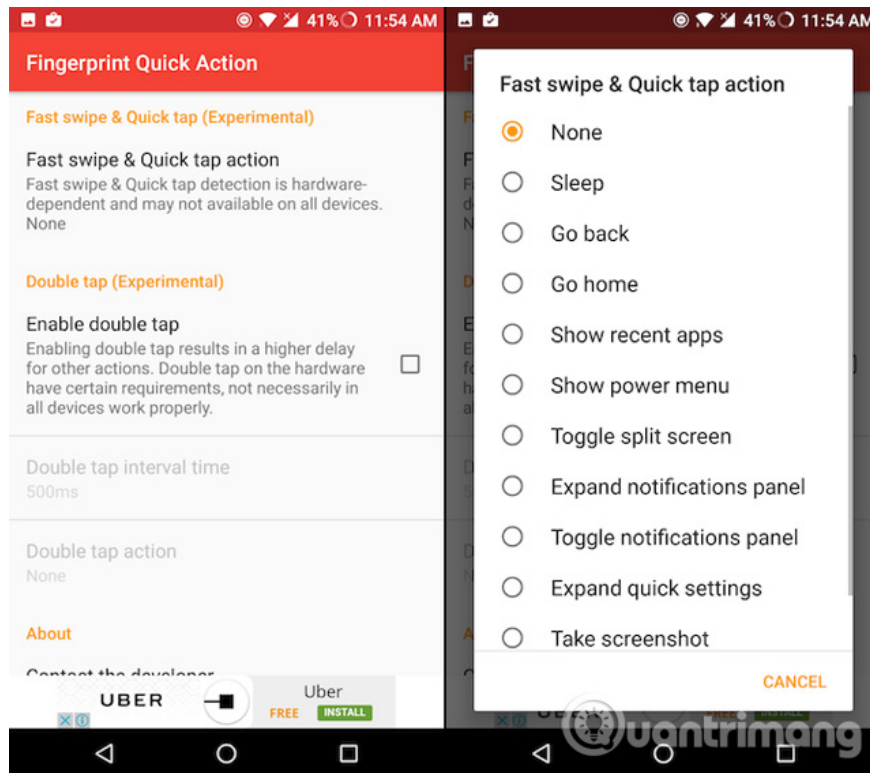 41% 11:54 AM
Fingerprint Quick Action
Fast swipe & Quick tap (Experimental)
Fast swipe & Quick tap action
Fast swipe & Quick tap detection is hardware-
dependent and may not available on all devices.
None
Double tap (Experimental)
Enable double tap
Enabling double tap results in a higher delay
for other actions. Double tap on the hardware
have certain requirements, not necessarily in
all devices work properly.
Double tap interval time
500ms
Double tap action
None
About
Contact the developer
UBER
Uber
FREE INSTALL
41% 11:54 AM
Fast swipe & Quick tap action
None
Sleep
Go back
Go home
Show recent apps
Show power menu
Toggle split screen
Expand notifications panel
Toggle notifications panel
Expand quick settings
Take screenshot
CANCEL
Quantrimang